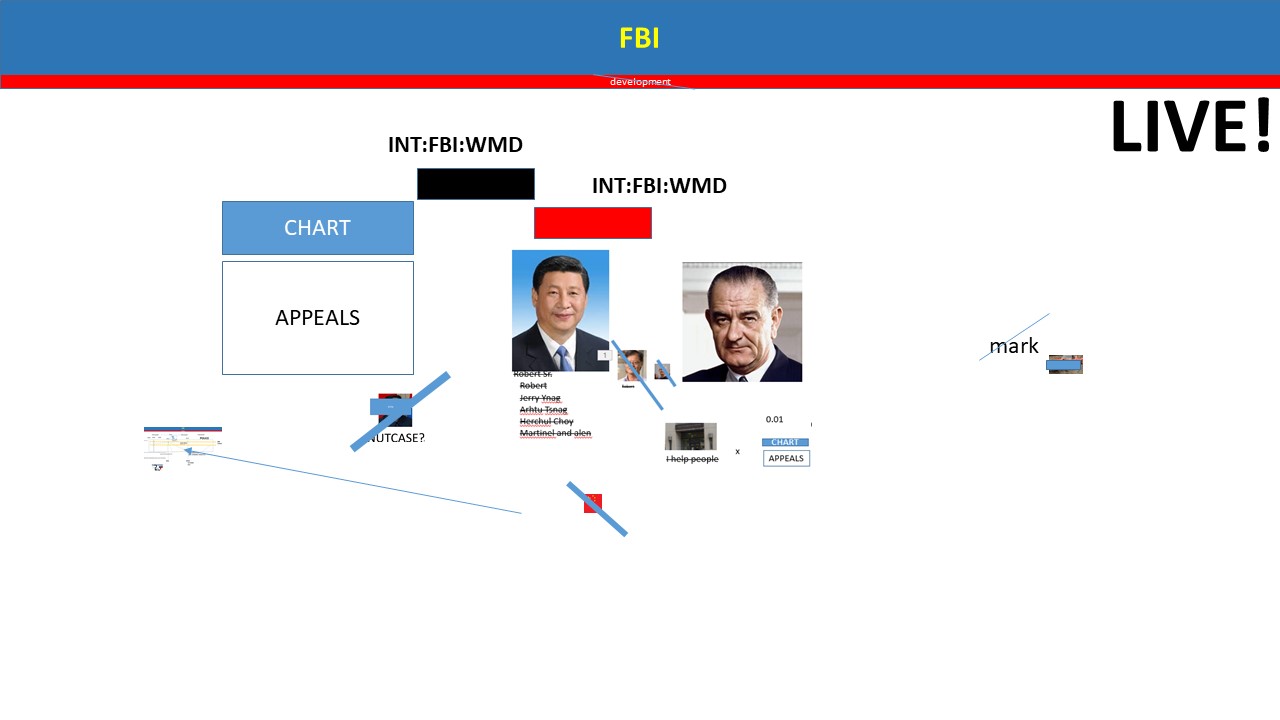 FBI
development
LIVE!
INT:FBI:WMD
INT:FBI:WMD
CHART
APPEALS
mark
1
Robert Sr.
Robert
Jerry Ynag
Arhtu Tsnag
Herchul Choy
Martinel and alen
NUTCASE?
0.01
I help people
x
CHART
APPEALS